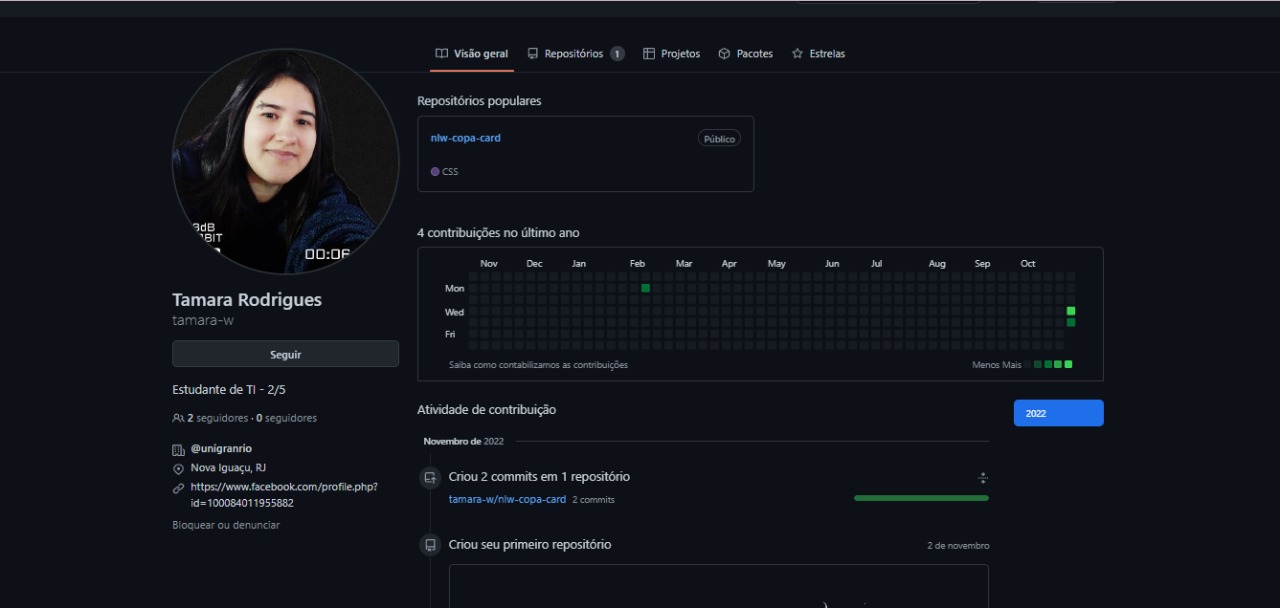 Visão geral
Repositórios 1
Projetos
Pacotes
Estrelas
8dB
BIT
00:06
Tamara Rodrigues
tamara-w
Seguir
Estudante de TI - 2/5
2 seguidores · 0 seguidores
@unigranrio
Nova Iguaçu, RJ
https://www.facebook.com/profile.php?
id=100084011955882
Bloquear ou denunciar
Repositórios populares
nlw-copa-card
Público
CSS
4 contribuições no último ano
Nov Dec Jan Feb Mar Apr May Jun Jul Aug Sep Oct
Mon
Wed
Fri
Saiba como contabilizamos as contribuições
Menos Mais
Atividade de contribuição
2022
Novembro de 2022
Criou 2 commits em 1 repositório
tamara-w/nlw-copa-card 2 commits
Criou seu primeiro repositório
2 de novembro